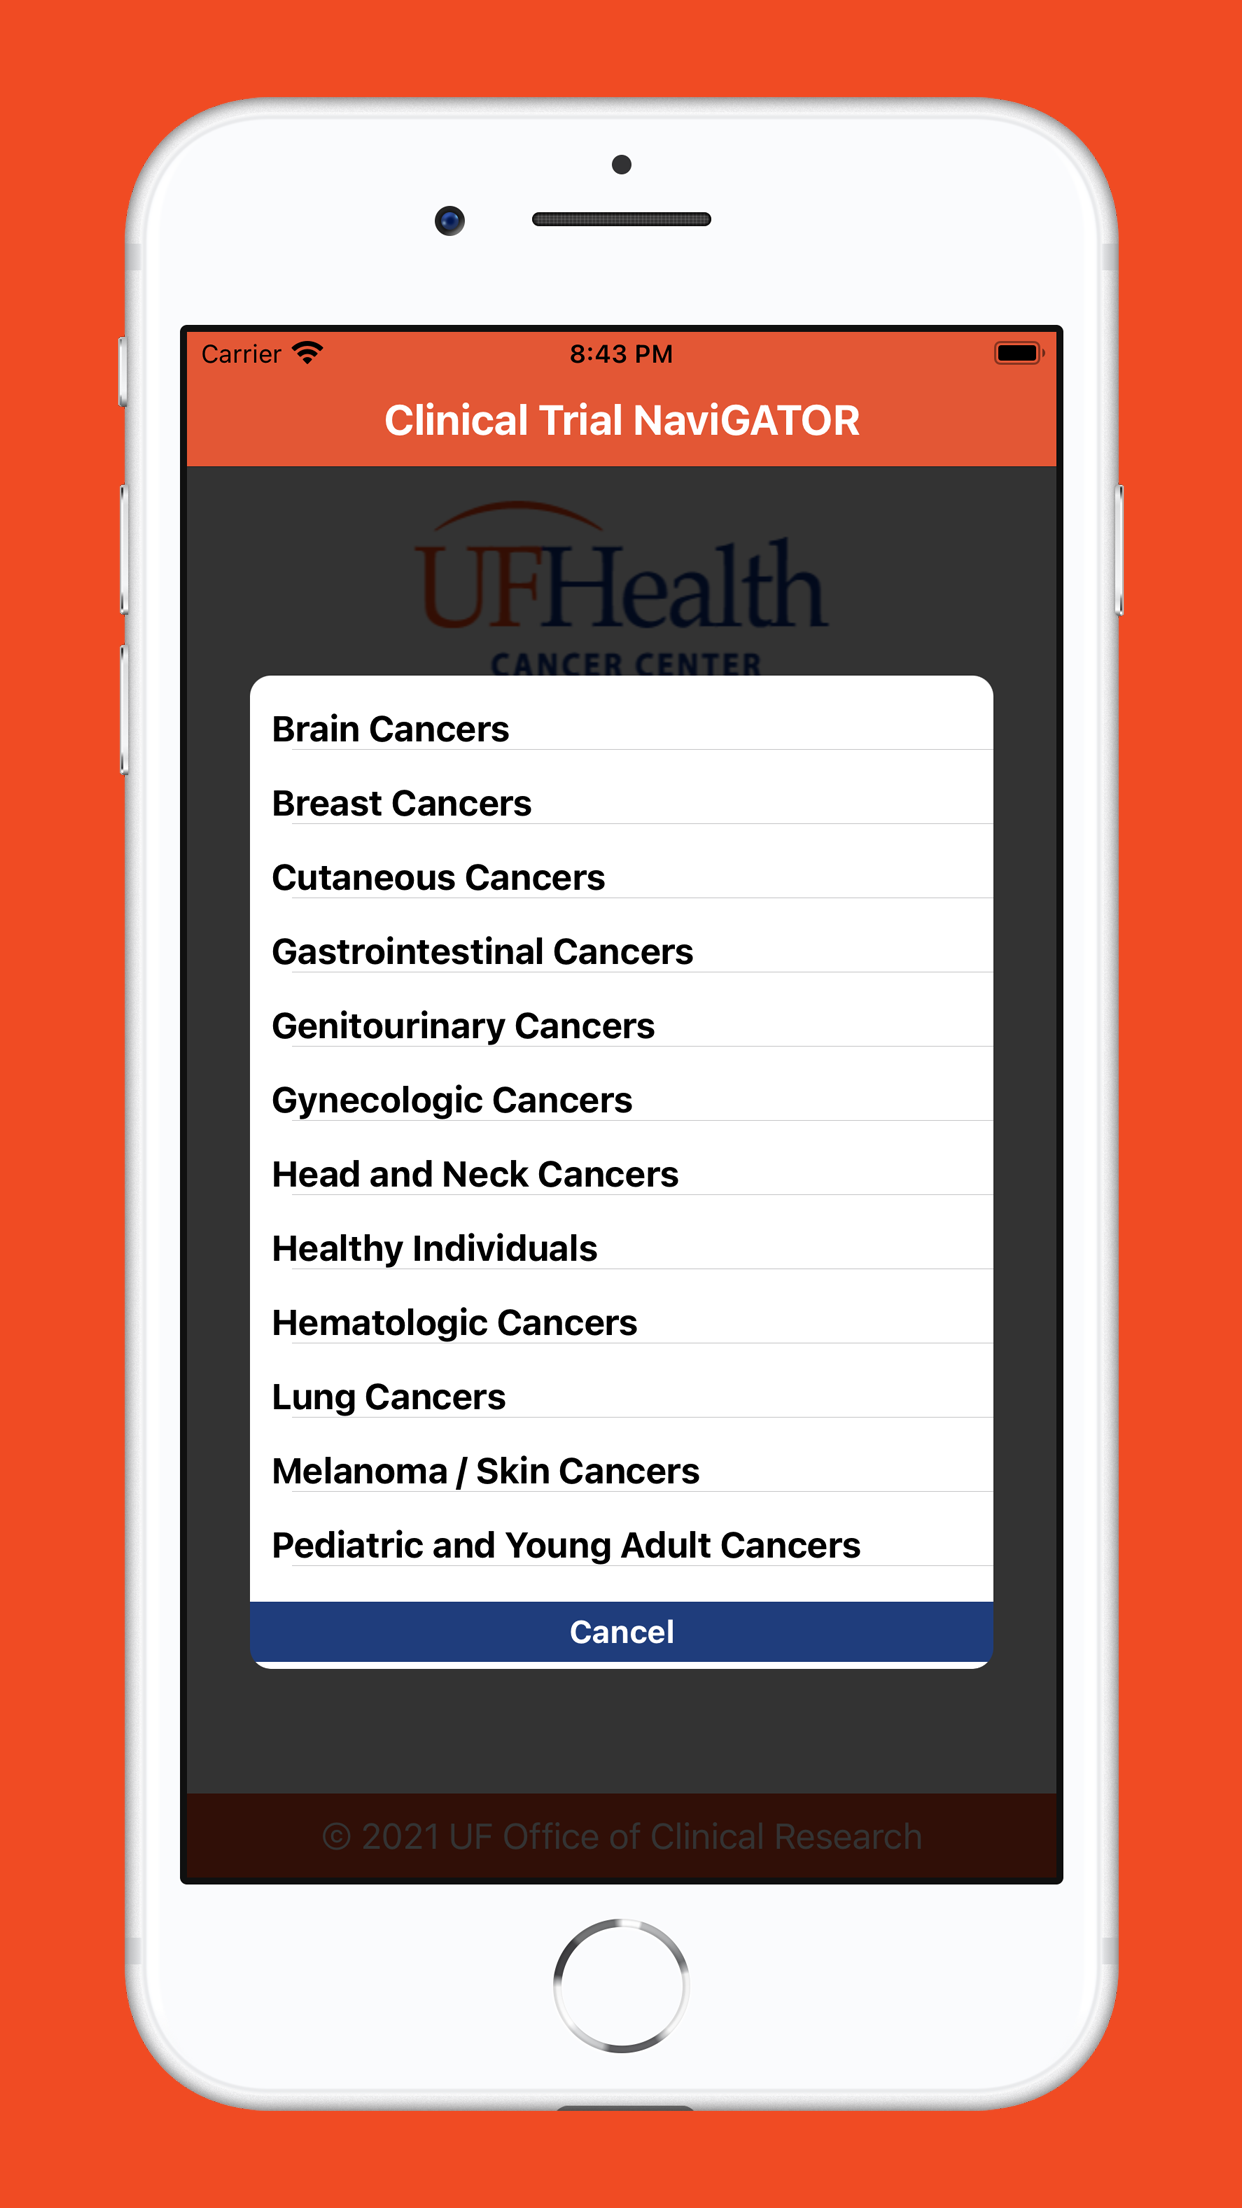 Carrier 8:43 PM
Clinical Trial NaviGATOR
UFHealth
CANCER CENTER
Brain Cancers
Breast Cancers
Cutaneous Cancers
Gastrointestinal Cancers
Genitourinary Cancers
Gynecologic Cancers
Head and Neck Cancers
Healthy Individuals
Hematologic Cancers
Lung Cancers
Melanoma / Skin Cancers
Pediatric and Young Adult Cancers
Cancel
© 2021 UF Office of Clinical Research